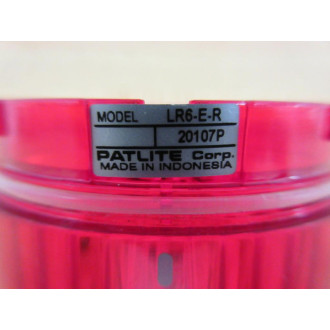 MODEL LR6-E-R
20107P
PATLITE Corp.
MADE IN INDONESIA